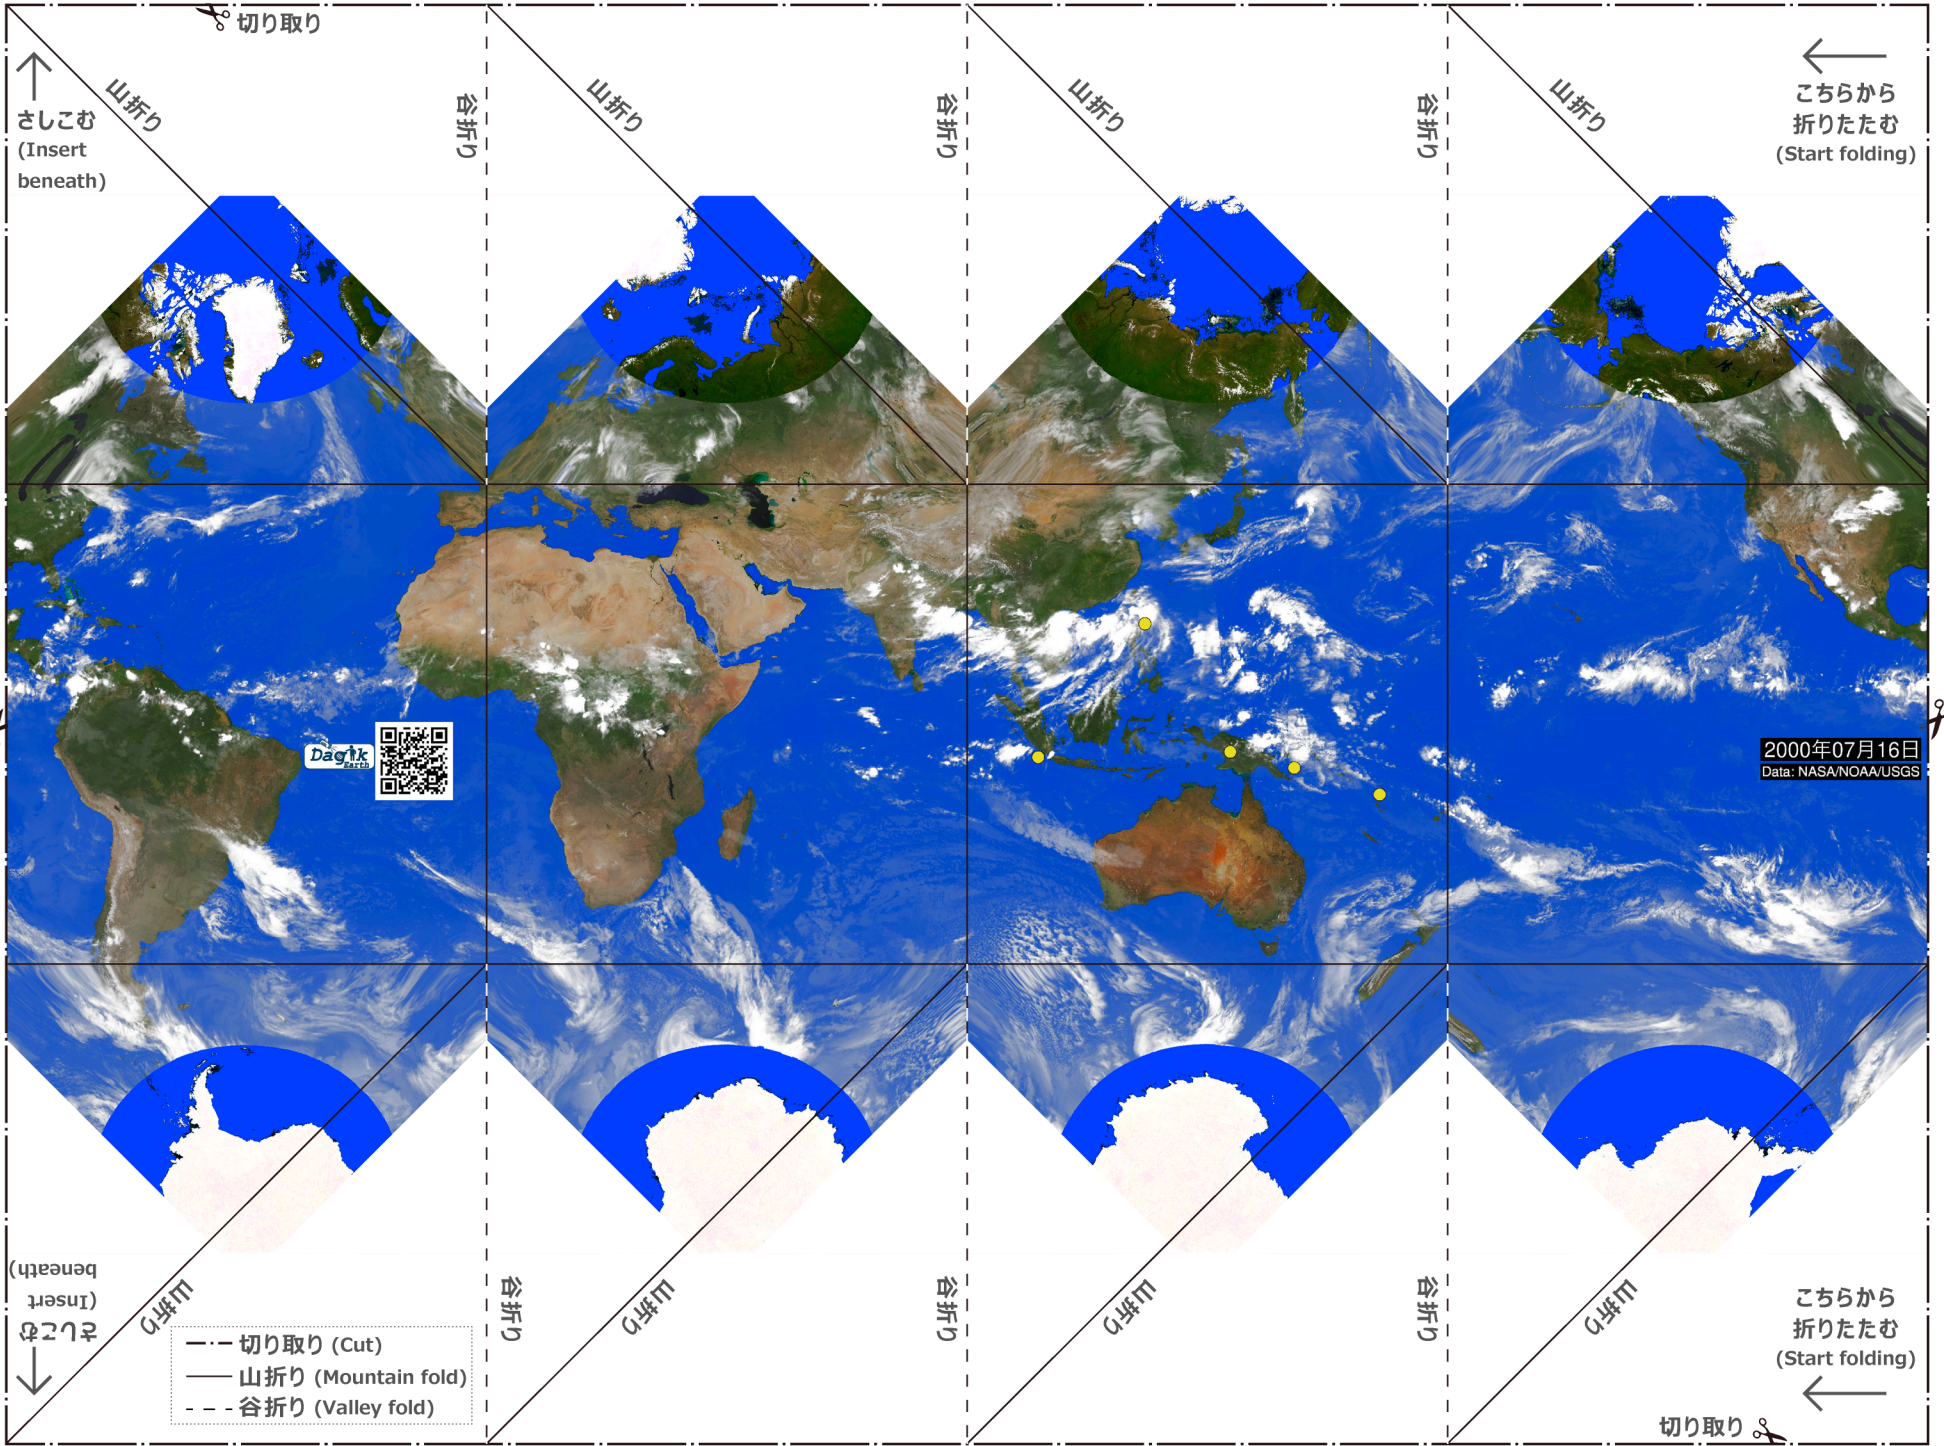 切り取り
山折り
谷折り
山折り
谷折り
山折り
谷折り
山折り
こちらから
折りたたむ
(Start folding)
さしこむ
(Insert
beneath)
Dagik
Earth
2000年07月16日
Data: NASA/NOAA/USGS
さしこむ
(Insert
beneath)
山折り
谷折り
山折り
谷折り
山折り
谷折り
山折り
切り取り (Cut)
山折り (Mountain fold)
谷折り (Valley fold)
こちらから
折りたたむ
(Start folding)
切り取り